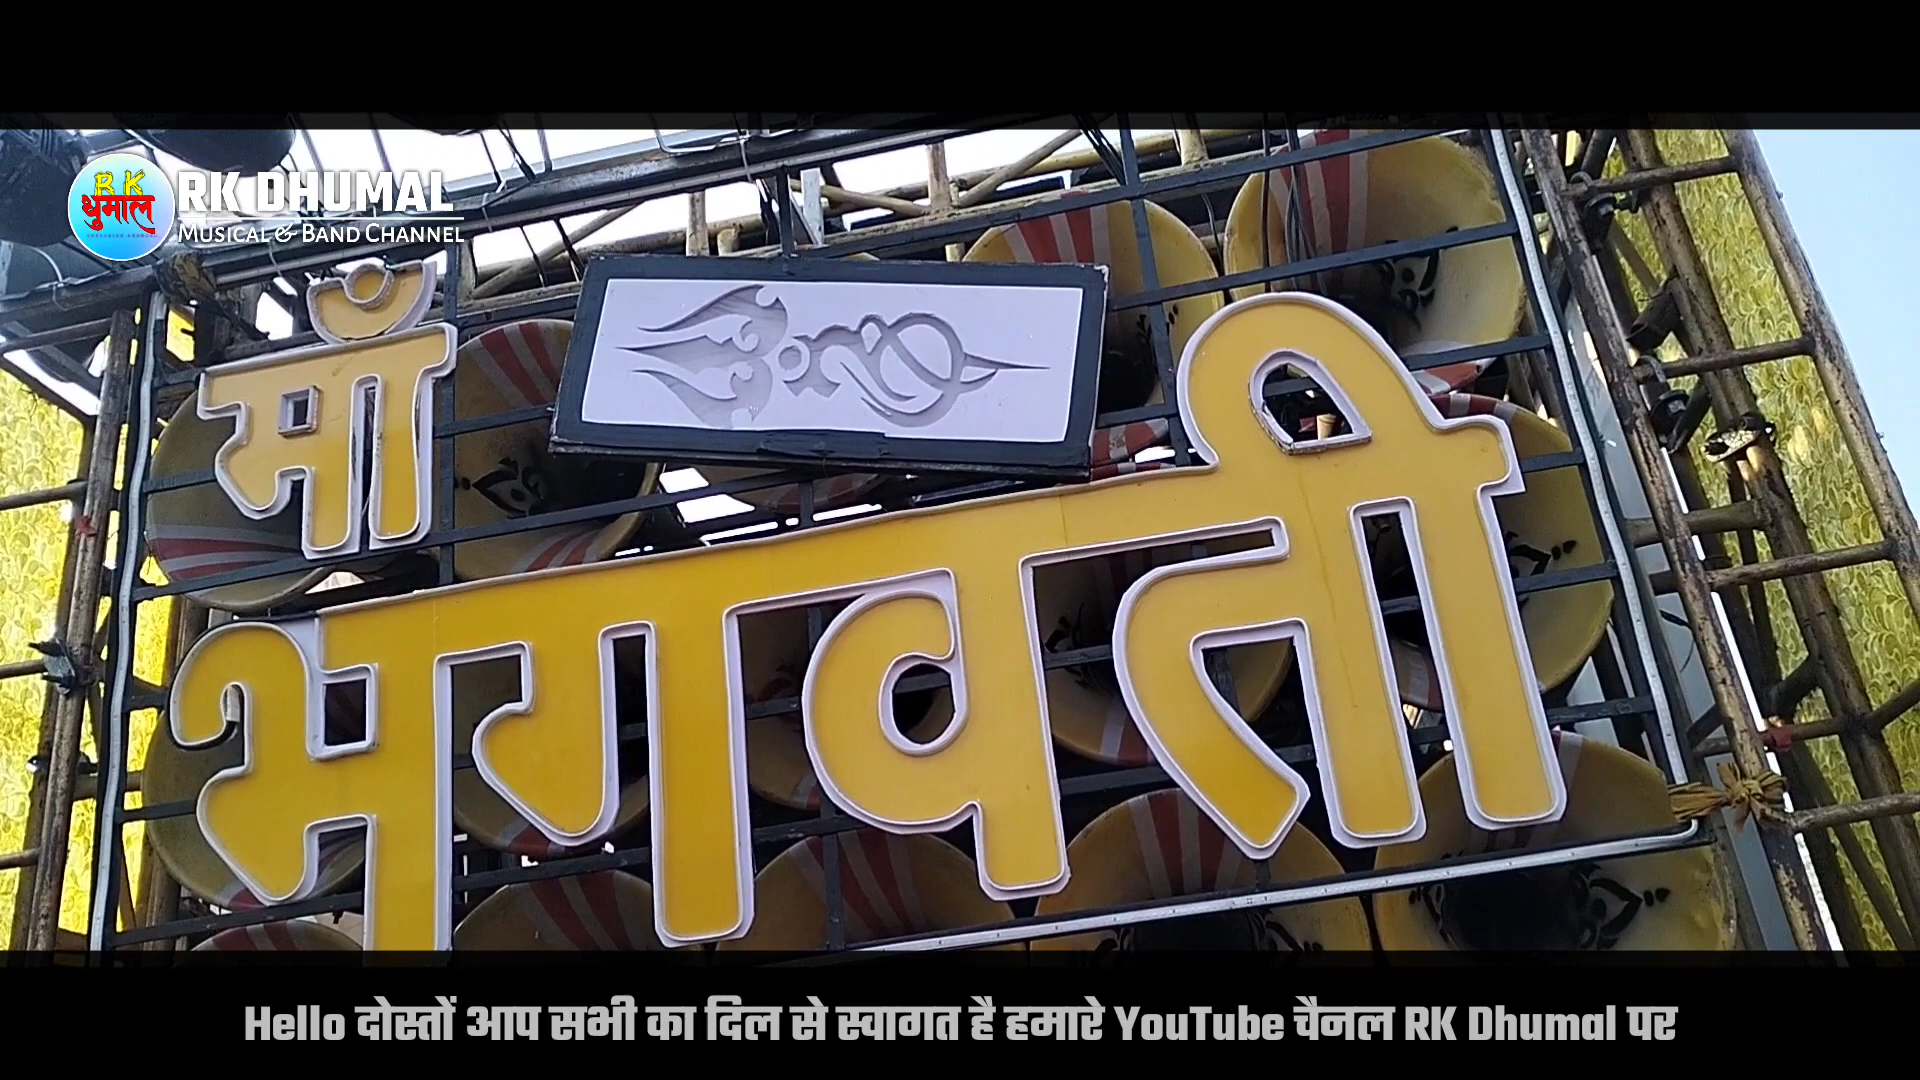 RK
धुमाल
RK DHUMAL
MUSICAL & BAND CHANNEL
माँ
भगवती
Hello दोस्तों आप सभी का दिल से स्वागत है हमारे YouTube चैनल RK Dhumal पर